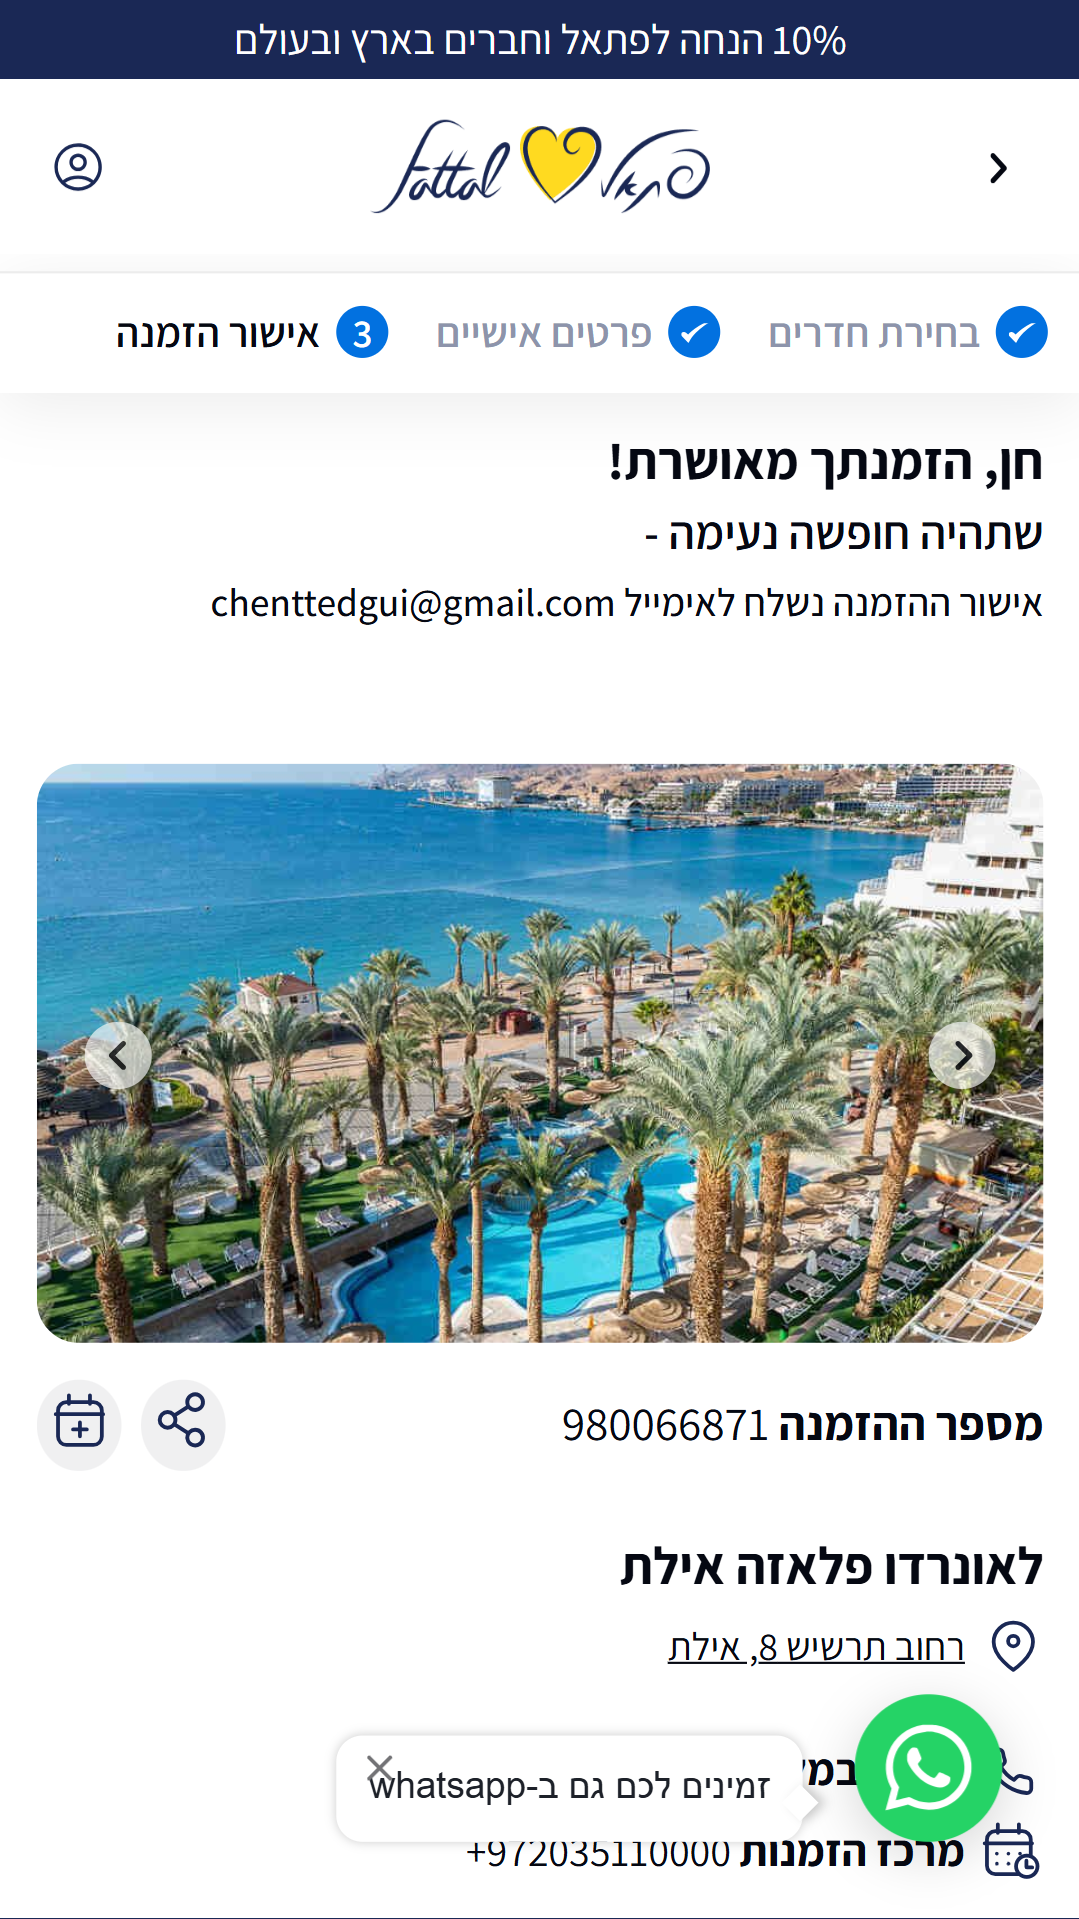 10% הנחה לפתאל וחברים בארץ ובעולם
Fattal פתאל
בחירת חדרים
פרטים אישיים
3 אישור הזמנה
חן, הזמנתך מאושרת!
שתהיה חופשה נעימה -
אישור ההזמנה נשלח לאימייל chenttedgui@gmail.com
מספר ההזמנה 980066871
לאונרדו פלאזה אילת
רחוב תרשיש 8, אילת
זמינים לכם גם ב-whatsapp
מרכז הזמנות +972035110000